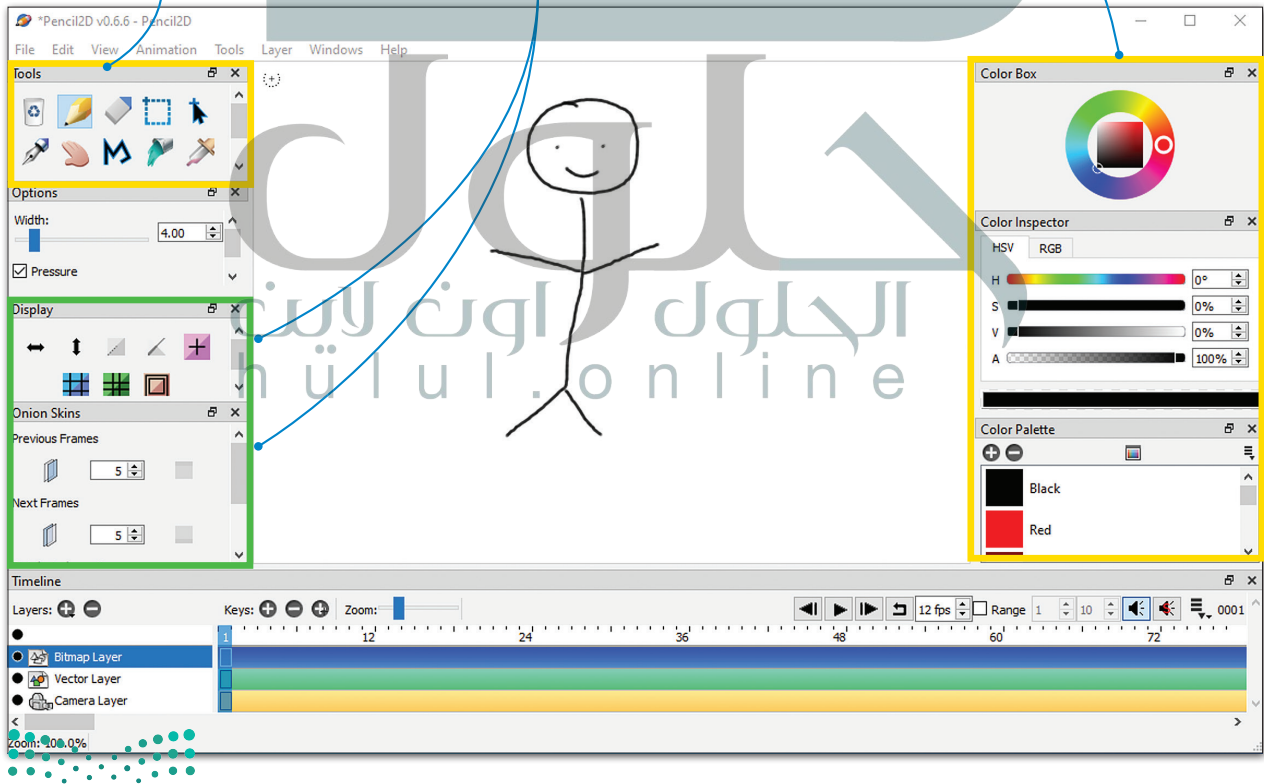 *Pencil2D v0.6.6 - Pencil2D
File Edit View Animation Tools Layer Windows Help
Tools
Options
Width:
4.00
Pressure
Display
Onion Skins
Previous Frames
5
Next Frames
5
Color Box
Color Inspector
HSV RGB
H 0°
S 0%
V 0%
A 100%
Color Palette
Black
Red
حلول
الحلول اون لاين
hülul.online
Timeline
Layers: Keys: Zoom: 12 fps Range 1 10 0001
1 12 24 36 48 60 72
Bitmap Layer
Vector Layer
Camera Layer
Zoom: 100.0%